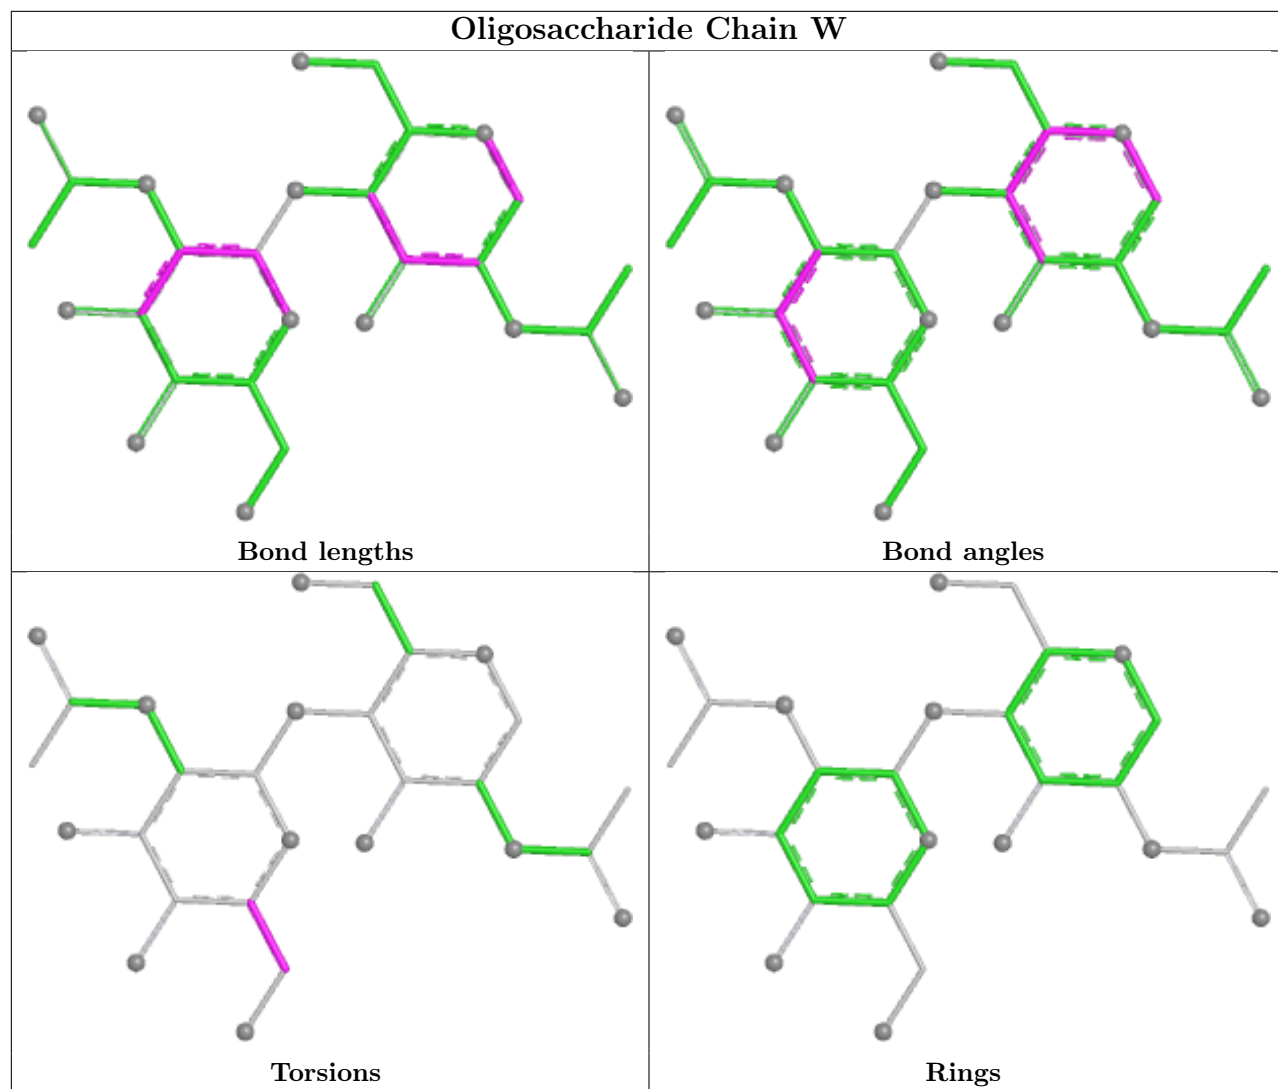 Oligosaccharide Chain W
Bond lengths
Bond angles
Torsions
Rings